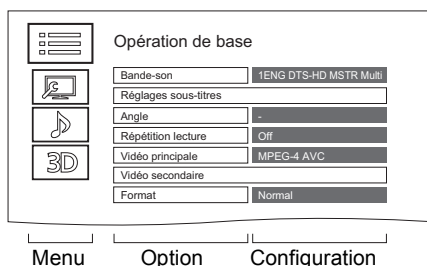 Opération de base
Bande-son 1ENG DTS-HD MSTR Multi
Réglages sous-titres
Angle -
Répétition lecture Off
Vidéo principale MPEG-4 AVC
Vidéo secondaire
Format Normal
3D
Menu Option Configuration